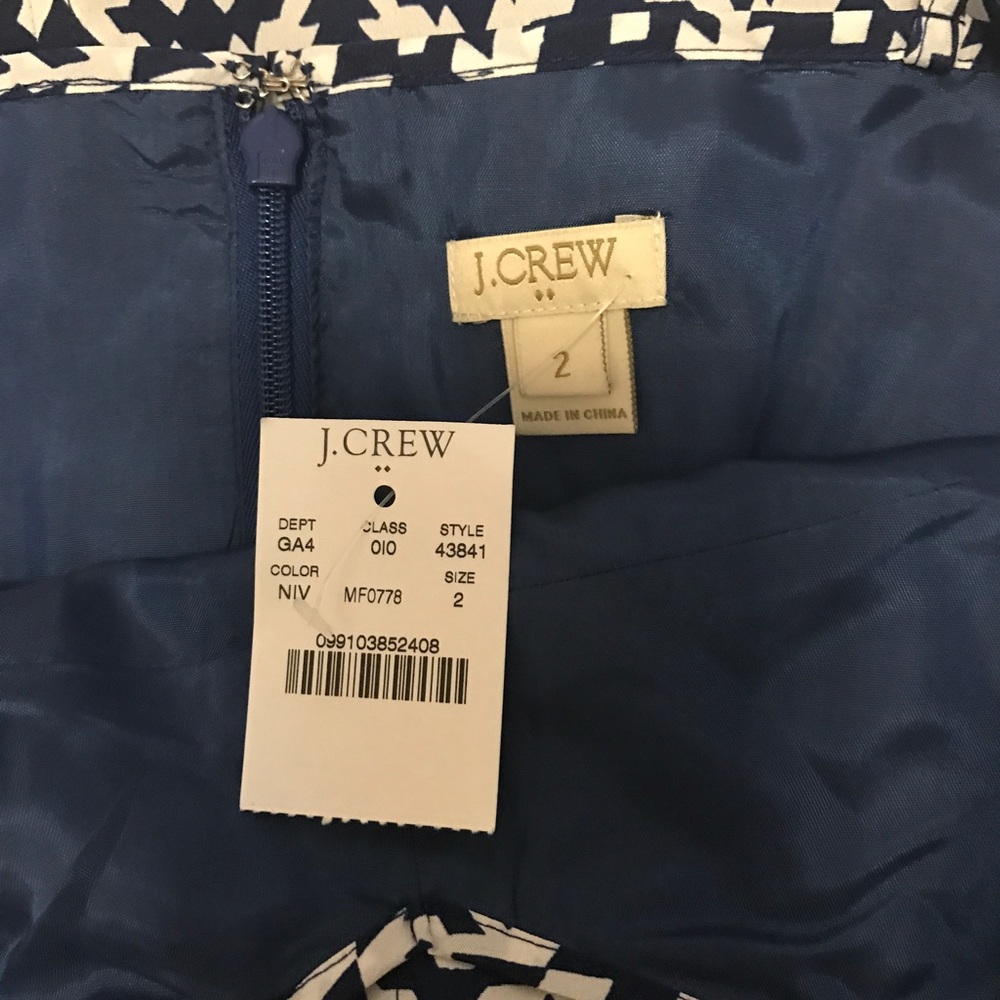 J.CREW
2
MADE IN CHINA
J.CREW
DEPT CLASS STYLE
GA4 010 43841
COLOR SIZE
NIV MF0778 2
099103852408